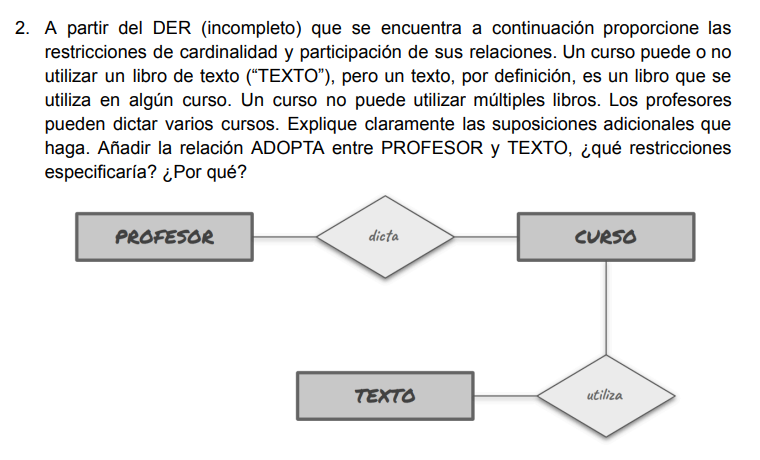 2. A partir del DER (incompleto) que se encuentra a continuación proporcione las
restricciones de cardinalidad y participación de sus relaciones. Un curso puede o no
utilizar un libro de texto (“TEXTO”), pero un texto, por definición, es un libro que se
utiliza en algún curso. Un curso no puede utilizar múltiples libros. Los profesores
pueden dictar varios cursos. Explique claramente las suposiciones adicionales que
haga. Añadir la relación ADOPTA entre PROFESOR y TEXTO, ¿qué restricciones
especificaría? ¿Por qué?
PROFESOR
dicta
CURSO
TEXTO
utiliza